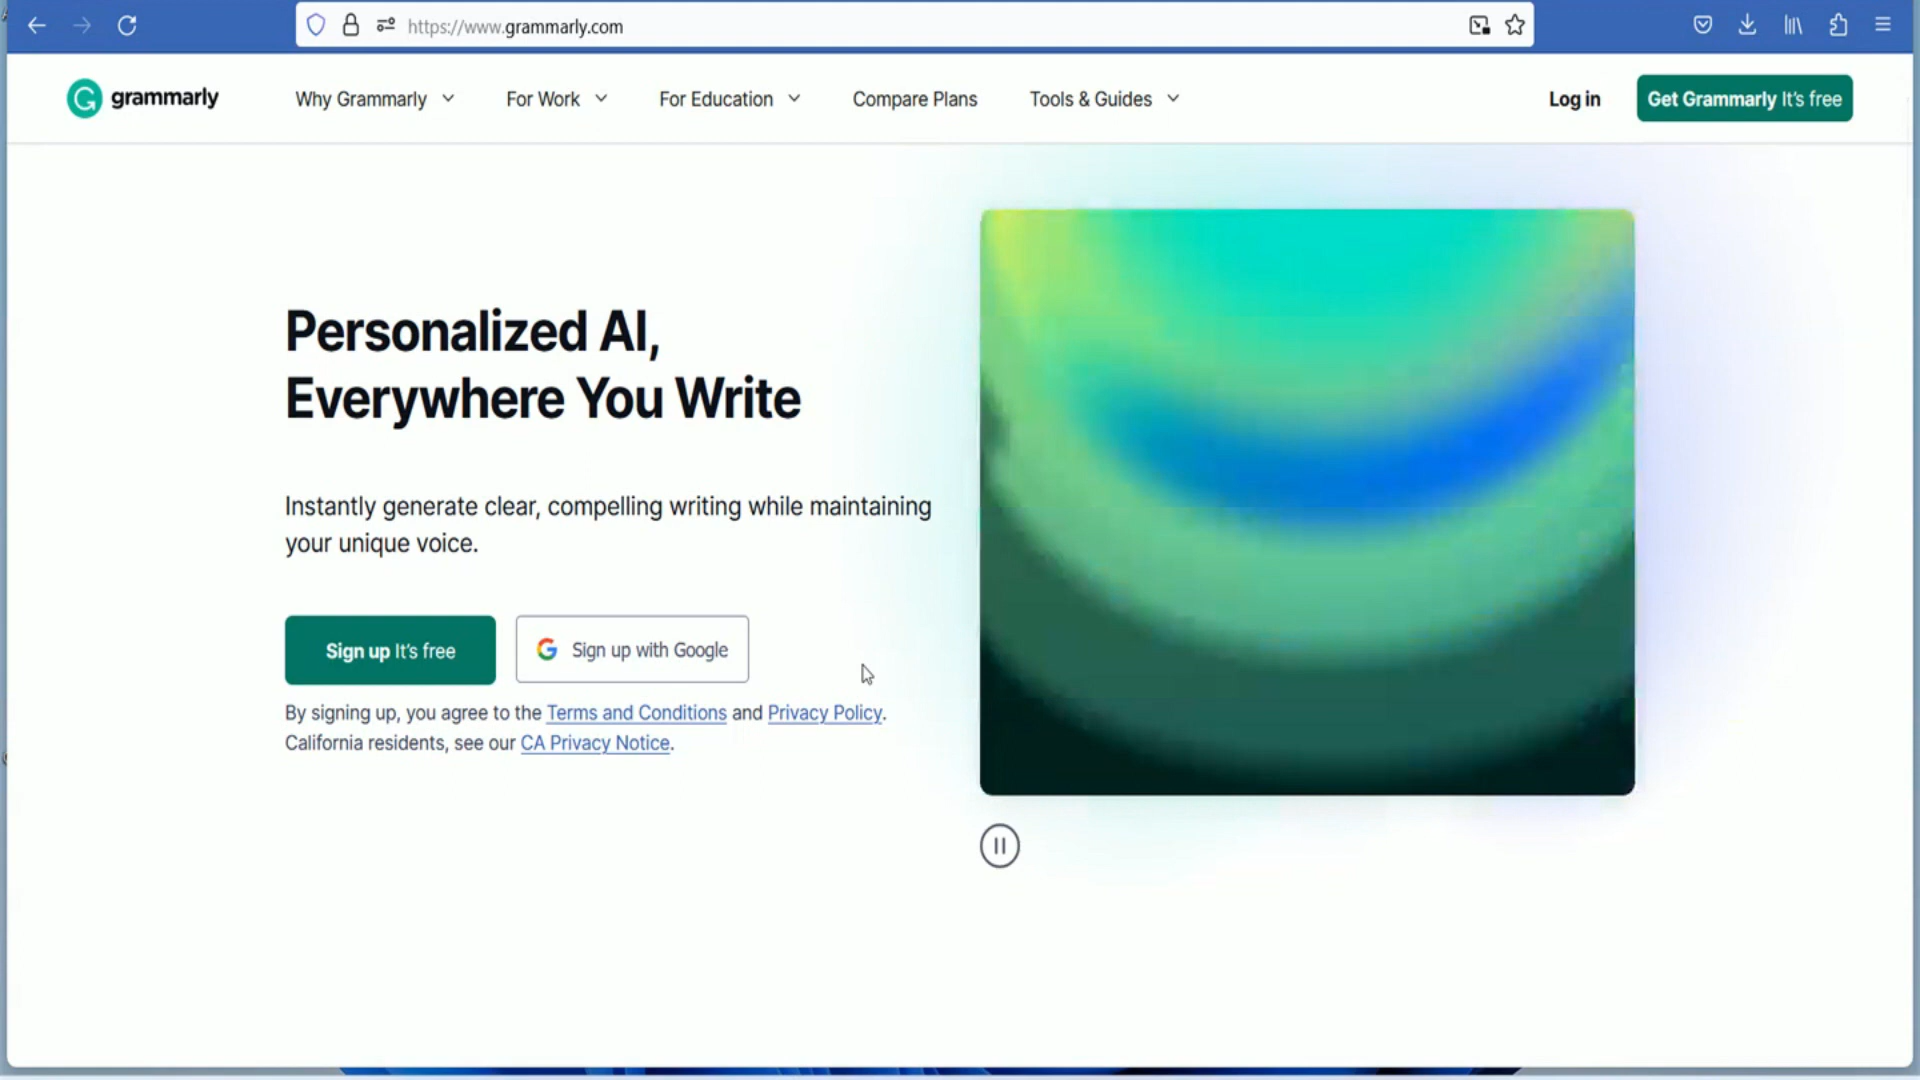 https://www.grammarly.com
grammarly Why Grammarly For Work For Education Compare Plans Tools & Guides Log in Get Grammarly It's free
Personalized AI,
Everywhere You Write
Instantly generate clear, compelling writing while maintaining
your unique voice.
Sign up It's free Sign up with Google
By signing up, you agree to the Terms and Conditions and Privacy Policy.
California residents, see our CA Privacy Notice.